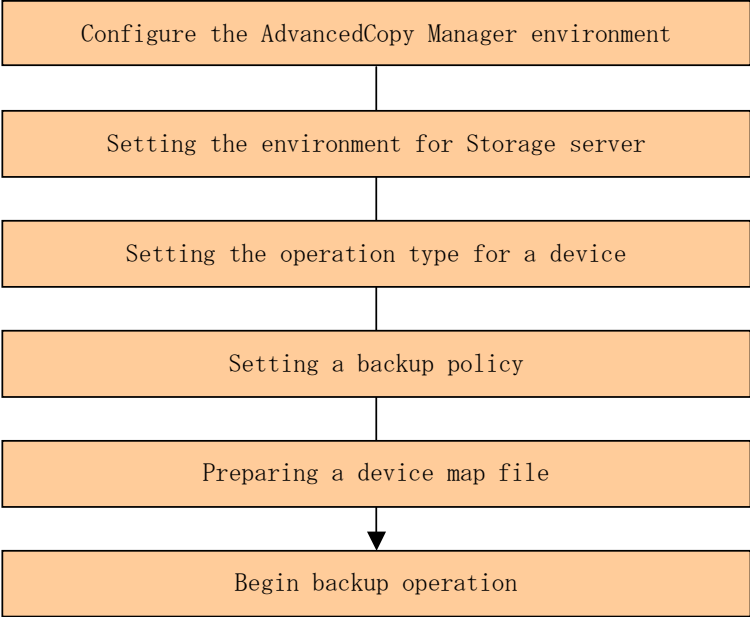 Configure the AdvancedCopy Manager environment
Setting the environment for Storage server
Setting the operation type for a device
Setting a backup policy
Preparing a device map file
Begin backup operation